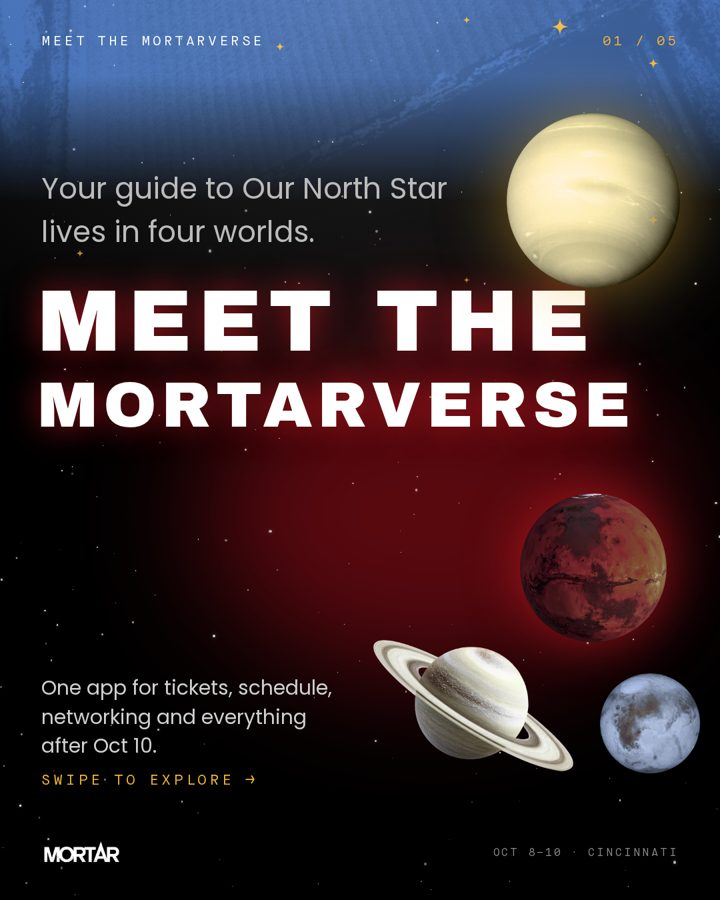 MEET THE MORTARVERSE
01 / 05
Your guide to Our North Star
lives in four worlds.
MEET THE
MORTARVERSE
One app for tickets, schedule,
networking and everything
after Oct 10.
SWIPE TO EXPLORE →
MORTAR
OCT 8–10 · CINCINNATI